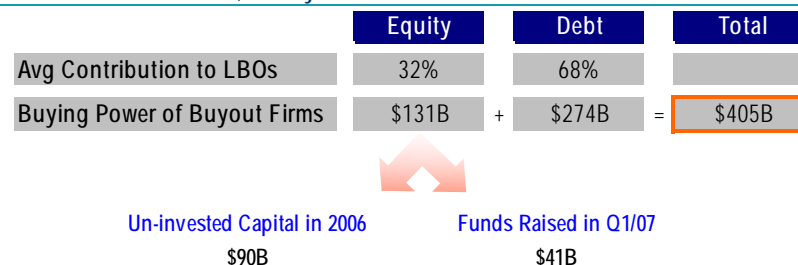 Equity Debt Total
Avg Contribution to LBOs 32% 68%
Buying Power of Buyout Firms $131B + $274B = $405B
Un-invested Capital in 2006 Funds Raised in Q1/07
$90B $41B